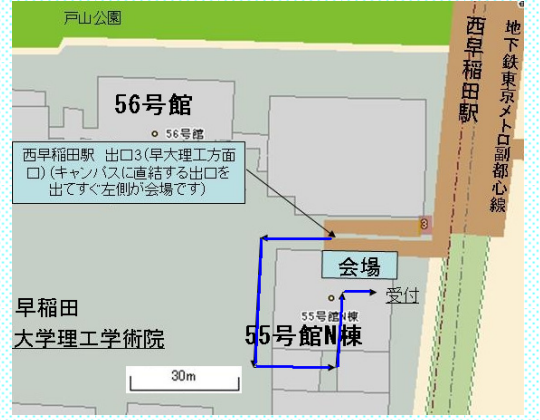 戸山公園
西早稲田駅
地下鉄東京メトロ副都心線
56号館
56号館
西早稲田駅 出口3(早大理工方面
口)(キャンパスに直結する出口を
出てすぐ左側が会場です)
3
会場
受付
55号館N棟
55号館N棟
早稲田
大学理工学術院
30m